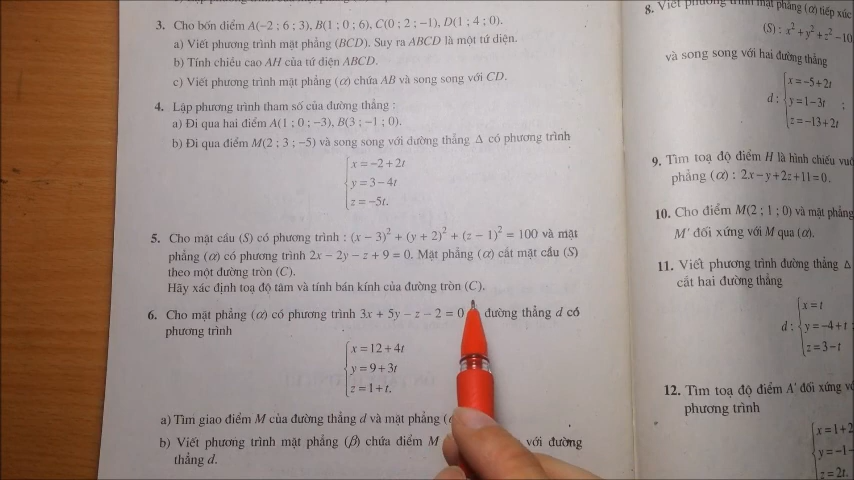 3. Cho bốn điểm A(−2 ; 6 ; 3), B(1 ; 0 ; 6), C(0 ; 2 ; −1), D(1 ; 4 ; 0).
a) Viết phương trình mặt phẳng (BCD). Suy ra ABCD là một tứ diện.
b) Tính chiều cao AH của tứ diện ABCD.
c) Viết phương trình mặt phẳng (α) chứa AB và song song với CD.
4. Lập phương trình tham số của đường thẳng :
a) Đi qua hai điểm A(1 ; 0 ; −3), B(3 ; −1 ; 0).
b) Đi qua điểm M(2 ; 3 ; −5) và song song với đường thẳng Δ có phương trình
x = −2 + 2t
y = 3 − 4t
z = −5t.
5. Cho mặt cầu (S) có phương trình : (x − 3)² + (y + 2)² + (z − 1)² = 100 và mặt
phẳng (α) có phương trình 2x − 2y − z + 9 = 0. Mặt phẳng (α) cắt mặt cầu (S)
theo một đường tròn (C).
Hãy xác định toạ độ tâm và tính bán kính của đường tròn (C).
6. Cho mặt phẳng (α) có phương trình 3x + 5y − z − 2 = 0 đường thẳng d có
phương trình
x = 12 + 4t
y = 9 + 3t
z = 1 + t.
a) Tìm giao điểm M của đường thẳng d và mặt phẳng
b) Viết phương trình mặt phẳng (β) chứa điểm M với đường
thẳng d.
8. Viết phương trình mặt phẳng (α) tiếp xúc
(S) : x² + y² + z² − 10
và song song với hai đường thẳng
d : x = −5 + 2t
y = 1 − 3t ;
z = −13 + 2t
9. Tìm toạ độ điểm H là hình chiếu
phẳng (α) : 2x − y + 2z + 11 = 0.
10. Cho điểm M(2 ; 1 ; 0) và mặt phẳng
M' đối xứng với M qua (α).
11. Viết phương trình đường thẳng Δ
cắt hai đường thẳng
d : x = t
y = −4 + t
z = 3 − t
12. Tìm toạ độ điểm A' đối xứng
phương trình
x = 1 + 2
y = −1 −
z = 2t.